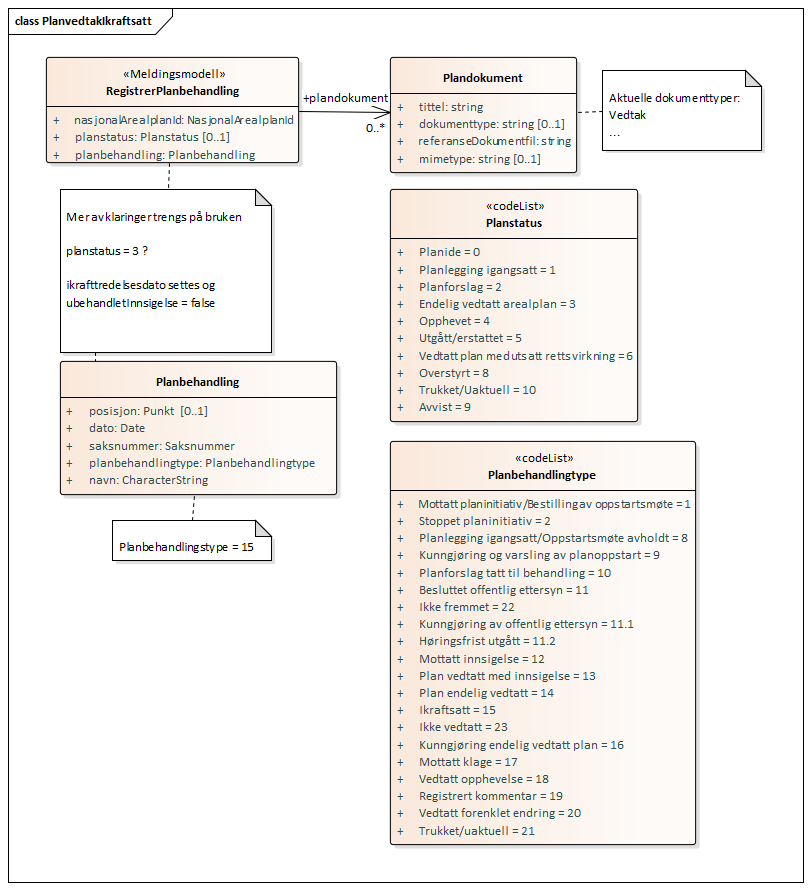 class PlanvedtakIkraftsatt
«Meldingsmodell»
RegistrerPlanbehandling
+ nasjonalArealplanId: NasjonalArealplanId
+ planstatus: Planstatus [0..1]
+ planbehandling: Planbehandling
+plandokument
0..*
Plandokument
+ tittel: string
+ dokumenttype: string [0..1]
+ referanseDokumentfil: string
+ mimetype: string [0..1]
Aktuelle dokumenttyper:
Vedtak
...
Mer avklaringer trengs på bruken
planstatus = 3 ?
ikrafttredelsesdato settes og
ubehandletInnsigelse = false
«codeList»
Planstatus
+ Planide = 0
+ Planlegging igangsatt = 1
+ Planforslag = 2
+ Endelig vedtatt arealplan = 3
+ Opphevet = 4
+ Utgått/erstattet = 5
+ Vedtatt plan med utsatt rettsvirkning = 6
+ Overstyrt = 8
+ Trukket/Uaktuell = 10
+ Avvist = 9
Planbehandling
+ posisjon: Punkt [0..1]
+ dato: Date
+ saksnummer: Saksnummer
+ planbehandlingtype: Planbehandlingtype
+ navn: CharacterString
Planbehandlingstype = 15
«codeList»
Planbehandlingtype
+ Mottatt planinitiativ/Bestilling av oppstartsmøte = 1
+ Stoppet planinitiativ = 2
+ Planlegging igangsatt/Oppstartsmøte avholdt = 8
+ Kunngjøring og varsling av planoppstart = 9
+ Planforslag tatt til behandling = 10
+ Besluttet offentlig ettersyn = 11
+ Ikke fremmet = 22
+ Kunngjøring av offentlig ettersyn = 11.1
+ Høringsfrist utgått = 11.2
+ Mottatt innsigelse = 12
+ Plan vedtatt med innsigelse = 13
+ Plan endelig vedtatt = 14
+ Ikraftsatt = 15
+ Ikke vedtatt = 23
+ Kunngjøring endelig vedtatt plan = 16
+ Mottatt klage = 17
+ Vedtatt opphevelse = 18
+ Registrert kommentar = 19
+ Vedtatt forenklet endring = 20
+ Trukket/uaktuell = 21